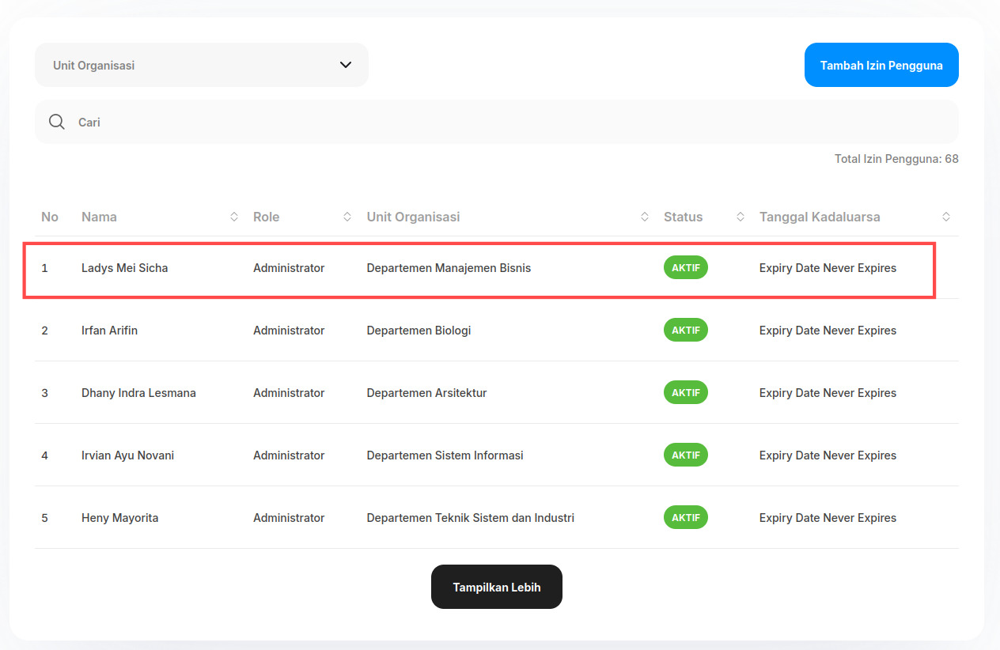 Unit Organisasi
Tambah Izin Pengguna
Cari
Total Izin Pengguna: 68
No Nama Role Unit Organisasi Status Tanggal Kadaluarsa
1 Ladys Mei Sicha Administrator Departemen Manajemen Bisnis AKTIF Expiry Date Never Expires
2 Irfan Arifin Administrator Departemen Biologi AKTIF Expiry Date Never Expires
3 Dhany Indra Lesmana Administrator Departemen Arsitektur AKTIF Expiry Date Never Expires
4 Irvian Ayu Novani Administrator Departemen Sistem Informasi AKTIF Expiry Date Never Expires
5 Heny Mayorita Administrator Departemen Teknik Sistem dan Industri AKTIF Expiry Date Never Expires
Tampilkan Lebih